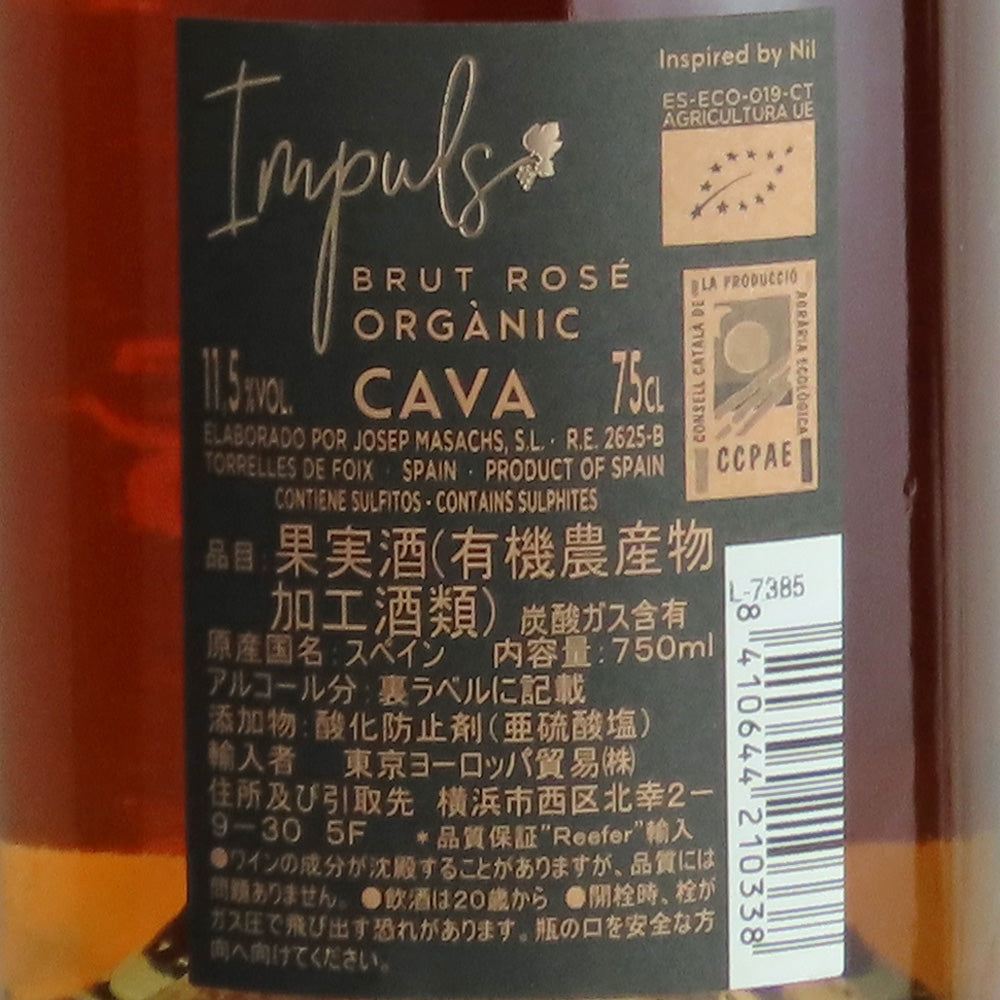 Impuls
Inspired by Nil
ES-ECO-019-CT
AGRICULTURA UE
BRUT ROSÉ
ORGÀNIC
CAVA
11,5%VOL.
75CL
CONSELL CATALÀ DE LA PRODUCCIÓ AGRÀRIA ECOLÒGICA
CCPAE
ELABORADO POR JOSEP MASACHS, S.L. · R.E. 2625-B
TORRELLES DE FOIX · SPAIN · PRODUCT OF SPAIN
CONTIENE SULFITOS - CONTAINS SULPHITES
品目:果実酒(有機農産物
加工酒類) 炭酸ガス含有
原産国名:スペイン 内容量:750ml
アルコール分:裏ラベルに記載
添加物:酸化防止剤(亜硫酸塩)
輸入者 東京ヨーロッパ貿易㈱
住所及び引取先 横浜市西区北幸2-
9-30 5F *品質保証"Reefer"輸入
●ワインの成分が沈殿することがありますが、品質には
問題ありません。●飲酒は20歳から ●開栓時、栓が
ガス圧で飛び出す恐れがあります。瓶の口を安全な方
向へ向けてください。
L-7385
8 410644 210338